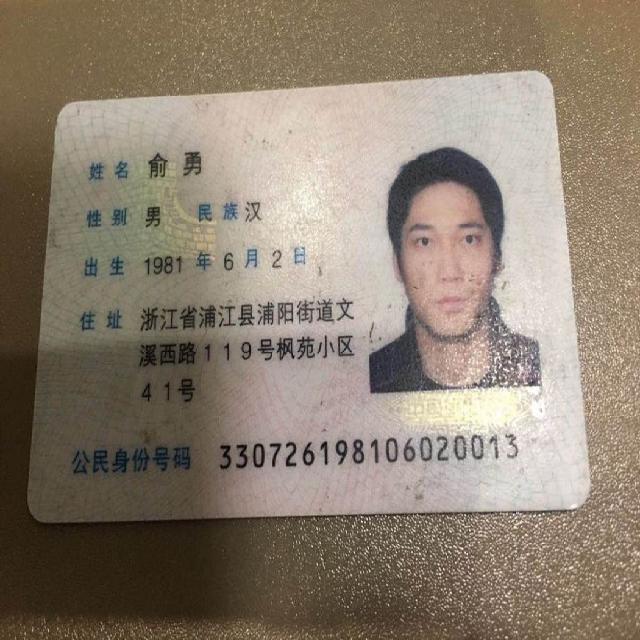 姓名 俞勇
性别 男 民族 汉
出生 1981 年 6 月 2 日
住址 浙江省浦江县浦阳街道文
溪西路119号枫苑小区
41号
公民身份号码 330726198106020013